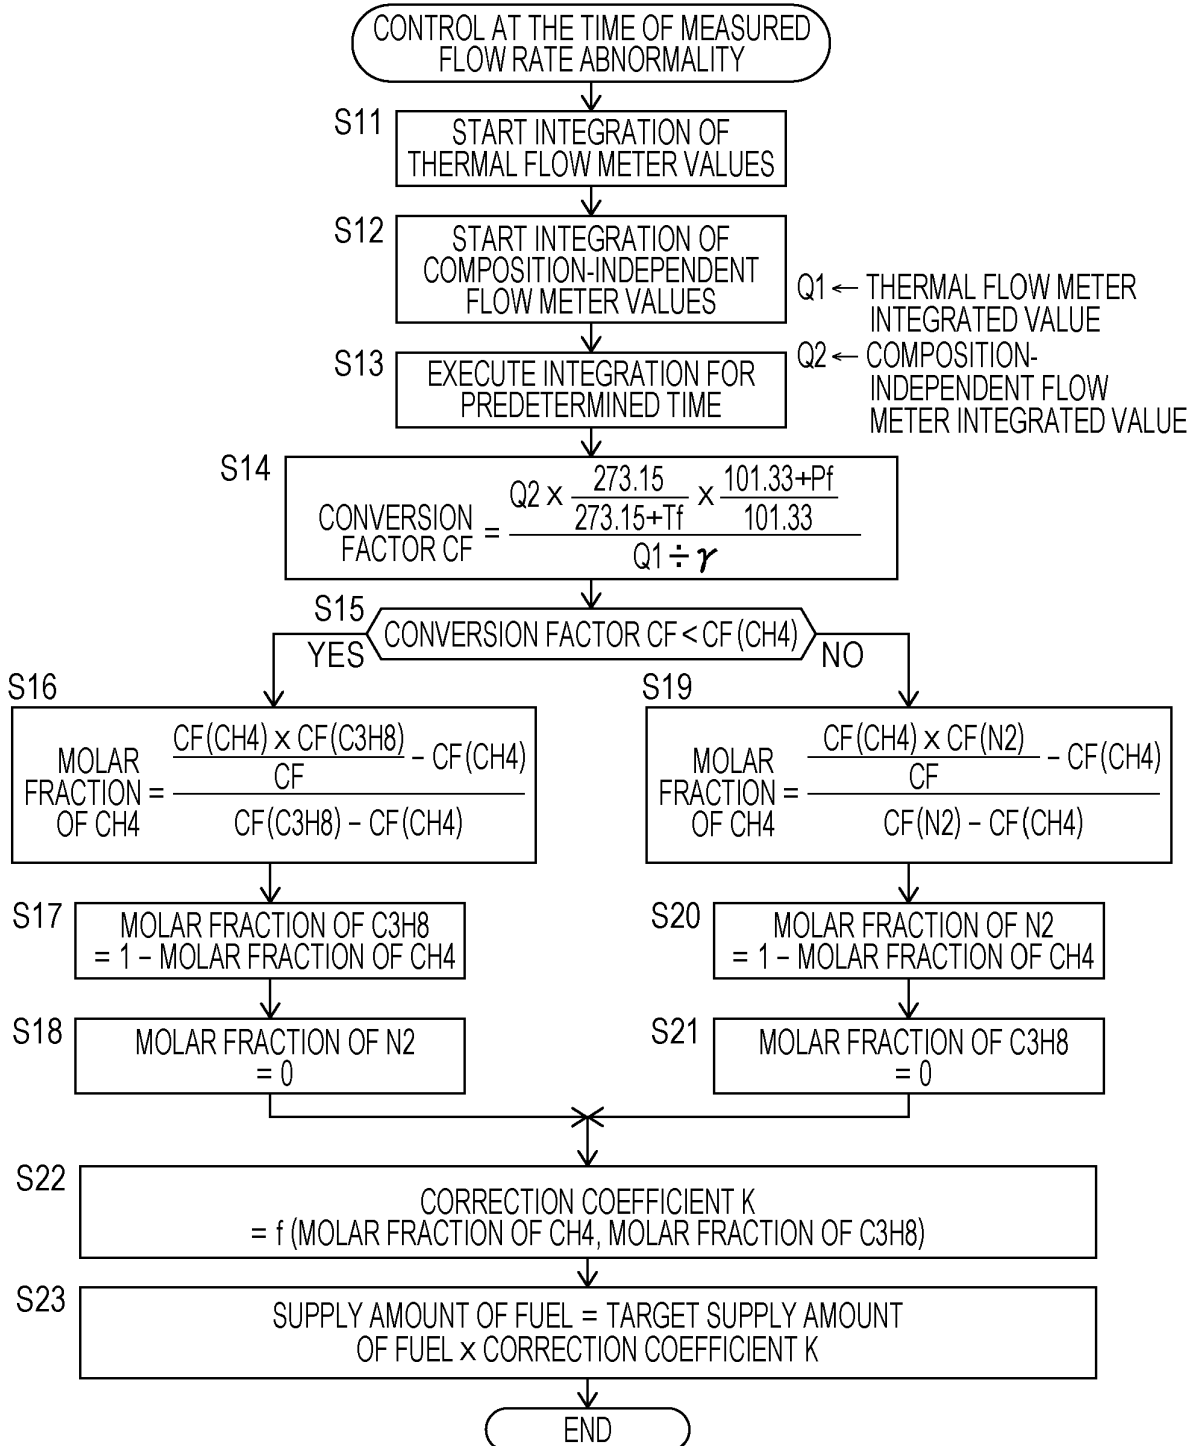 CONTROL AT THE TIME OF MEASURED
FLOW RATE ABNORMALITY
S11
START INTEGRATION OF
THERMAL FLOW METER VALUES
S12
START INTEGRATION OF
COMPOSITION-INDEPENDENT
FLOW METER VALUES
Q1 ← THERMAL FLOW METER
INTEGRATED VALUE
Q2 ← COMPOSITION-
INDEPENDENT FLOW
METER INTEGRATED VALUE
S13
EXECUTE INTEGRATION FOR
PREDETERMINED TIME
S14
CONVERSION
FACTOR CF =
Q2 × 273.15 / 273.15+Tf × 101.33+Pf / 101.33
Q1 ÷ γ
S15
CONVERSION FACTOR CF < CF(CH4)
YES
NO
S16
MOLAR
FRACTION =
OF CH4
CF(CH4) × CF(C3H8)
CF
– CF(CH4)
CF(C3H8) – CF(CH4)
S19
MOLAR
FRACTION =
OF CH4
CF(CH4) × CF(N2)
CF
– CF(CH4)
CF(N2) – CF(CH4)
S17
MOLAR FRACTION OF C3H8
= 1 – MOLAR FRACTION OF CH4
S20
MOLAR FRACTION OF N2
= 1 – MOLAR FRACTION OF CH4
S18
MOLAR FRACTION OF N2
= 0
S21
MOLAR FRACTION OF C3H8
= 0
S22
CORRECTION COEFFICIENT K
= f (MOLAR FRACTION OF CH4, MOLAR FRACTION OF C3H8)
S23
SUPPLY AMOUNT OF FUEL = TARGET SUPPLY AMOUNT
OF FUEL × CORRECTION COEFFICIENT K
END